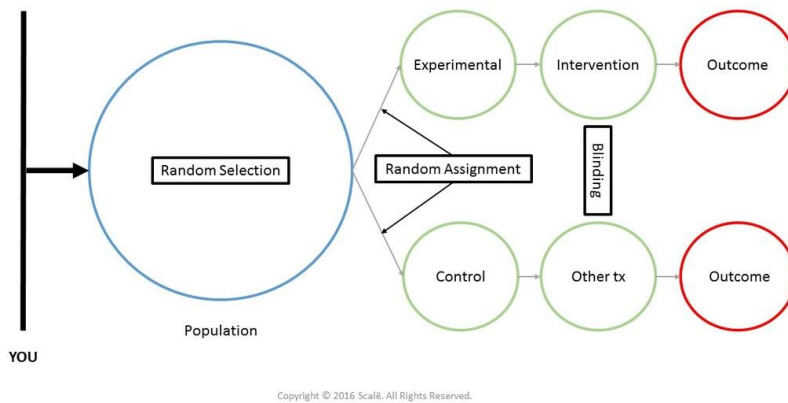 Experimental
Intervention
Outcome
Random Selection
Random Assignment
Blinding
Control
Other tx
Outcome
Population
YOU
Copyright © 2016 Scalë. All Rights Reserved.